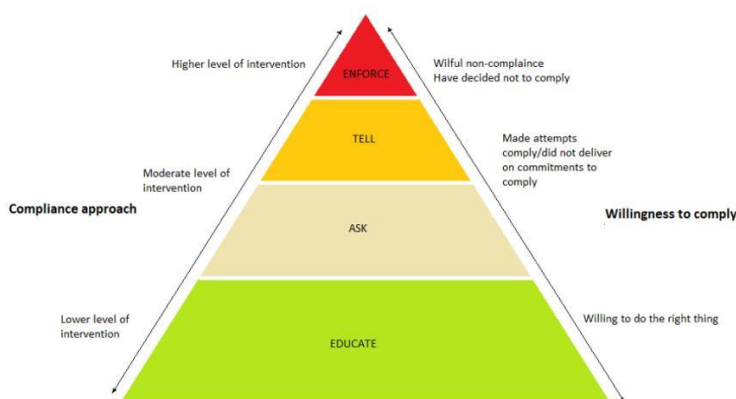 Higher level of intervention
ENFORCE
Wilful non-complaince
Have decided not to comply
TELL
Made attempts
comply/did not deliver
on commitments to
comply
Moderate level of
intervention
Compliance approach
ASK
Willingness to comply
Lower level of
intervention
EDUCATE
Willing to do the right thing